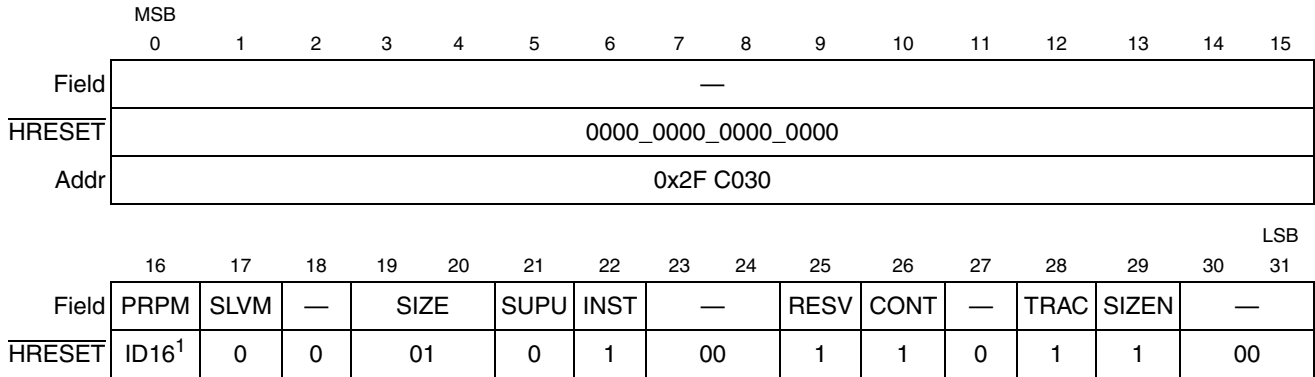 MSB
0 1 2 3 4 5 6 7 8 9 10 11 12 13 14 15
Field —
HRESET 0000_0000_0000_0000
Addr 0x2F C030
LSB
16 17 18 19 20 21 22 23 24 25 26 27 28 29 30 31
Field PRPM SLVM — SIZE SUPU INST — RESV CONT — TRAC SIZEN —
HRESET ID16¹ 0 0 01 0 1 00 1 1 0 1 1 00